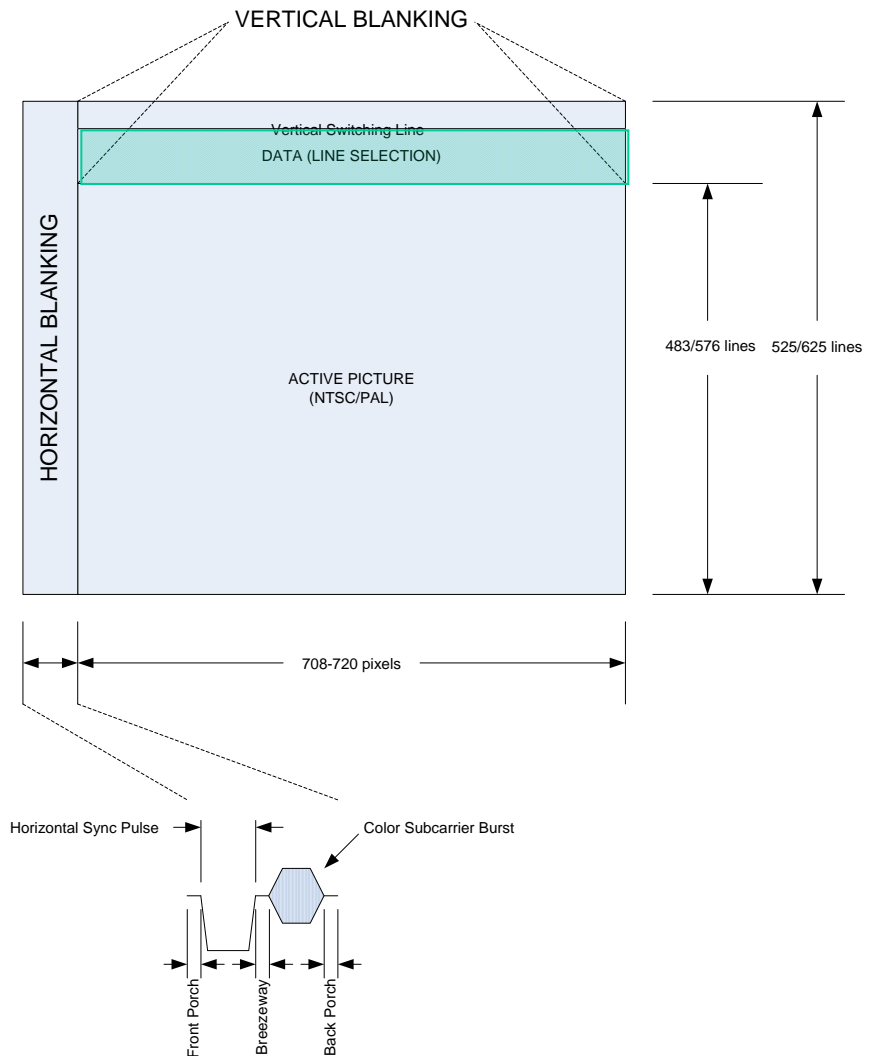 VERTICAL BLANKING
Vertical Switching Line
DATA (LINE SELECTION)
HORIZONTAL BLANKING
ACTIVE PICTURE
(NTSC/PAL)
483/576 lines
525/625 lines
708-720 pixels
Horizontal Sync Pulse
Color Subcarrier Burst
Front Porch
Breezeway
Back Porch